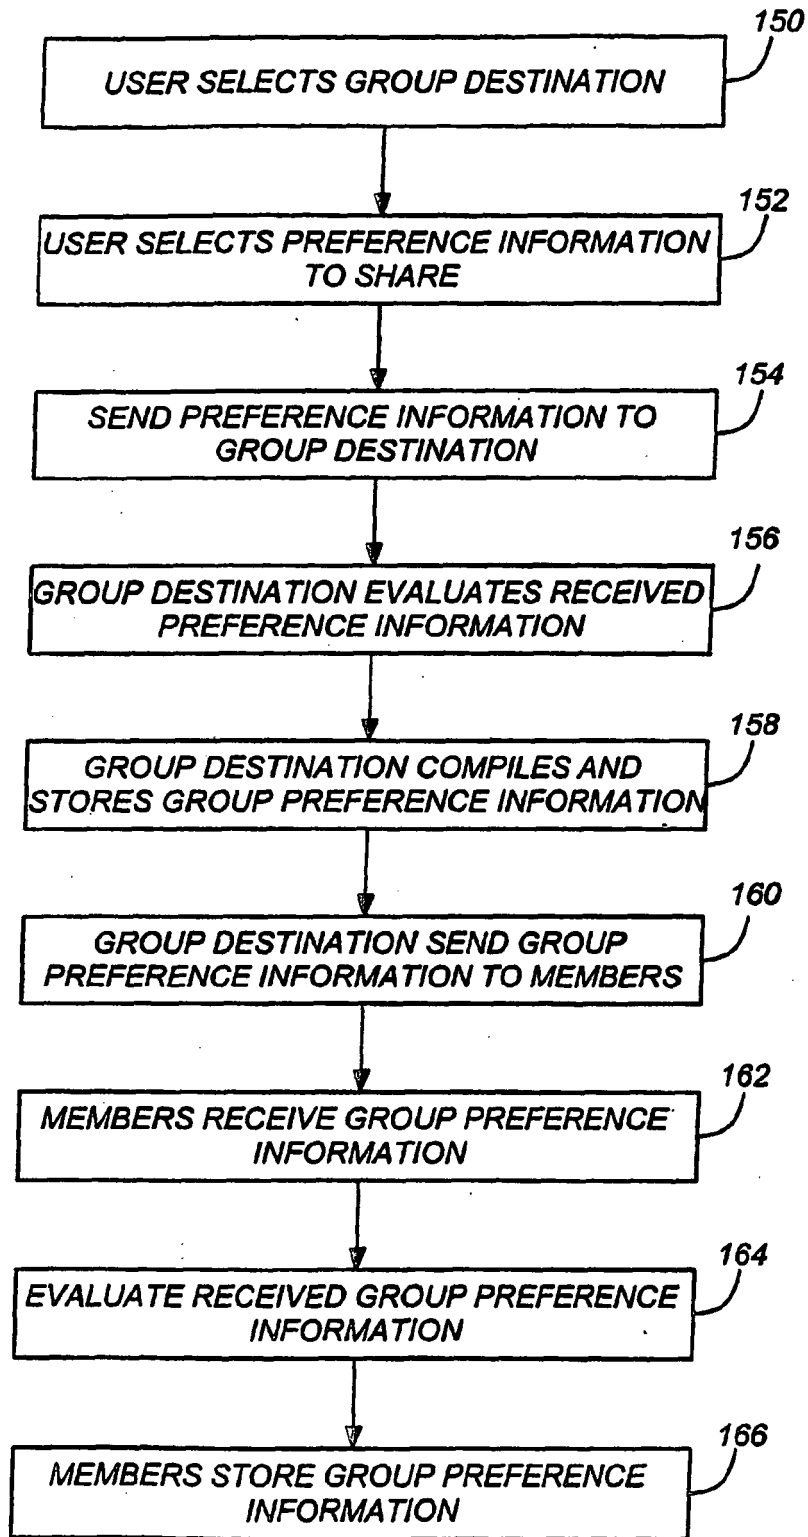 150
USER SELECTS GROUP DESTINATION
152
USER SELECTS PREFERENCE INFORMATION
TO SHARE
154
SEND PREFERENCE INFORMATION TO
GROUP DESTINATION
156
GROUP DESTINATION EVALUATES RECEIVED
PREFERENCE INFORMATION
158
GROUP DESTINATION COMPILES AND
STORES GROUP PREFERENCE INFORMATION
160
GROUP DESTINATION SEND GROUP
PREFERENCE INFORMATION TO MEMBERS
162
MEMBERS RECEIVE GROUP PREFERENCE
INFORMATION
164
EVALUATE RECEIVED GROUP PREFERENCE
INFORMATION
166
MEMBERS STORE GROUP PREFERENCE
INFORMATION